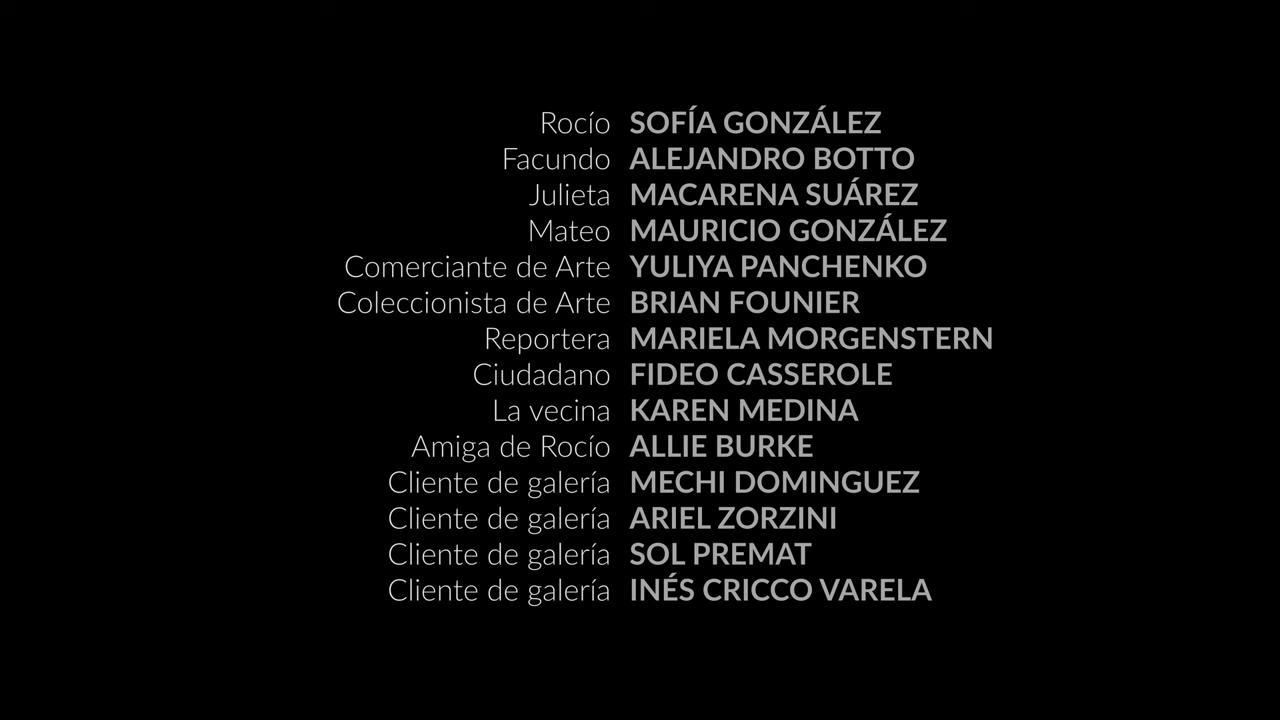 Rocío SOFÍA GONZÁLEZ
Facundo ALEJANDRO BOTTO
Julieta MACARENA SUÁREZ
Mateo MAURICIO GONZÁLEZ
Comerciante de Arte YULIYA PANCHENKO
Coleccionista de Arte BRIAN FOUNIER
Reportera MARIELA MORGENSTERN
Ciudadano FIDEO CASSEROLE
La vecina KAREN MEDINA
Amiga de Rocío ALLIE BURKE
Cliente de galería MECHI DOMINGUEZ
Cliente de galería ARIEL ZORZINI
Cliente de galería SOL PREMAT
Cliente de galería INÉS CRICCO VARELA